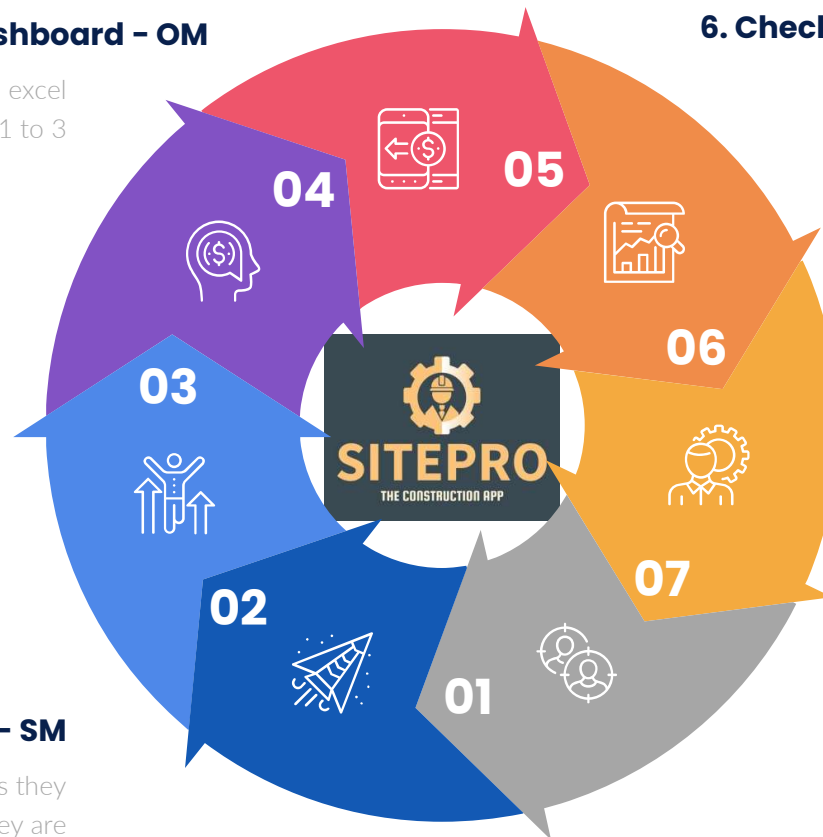 shboard - OM
6. Check
excel
1 to 3
05
04
06
03
SITEPRO
THE CONSTRUCTION APP
07
02
01
- SM
s they
ey are